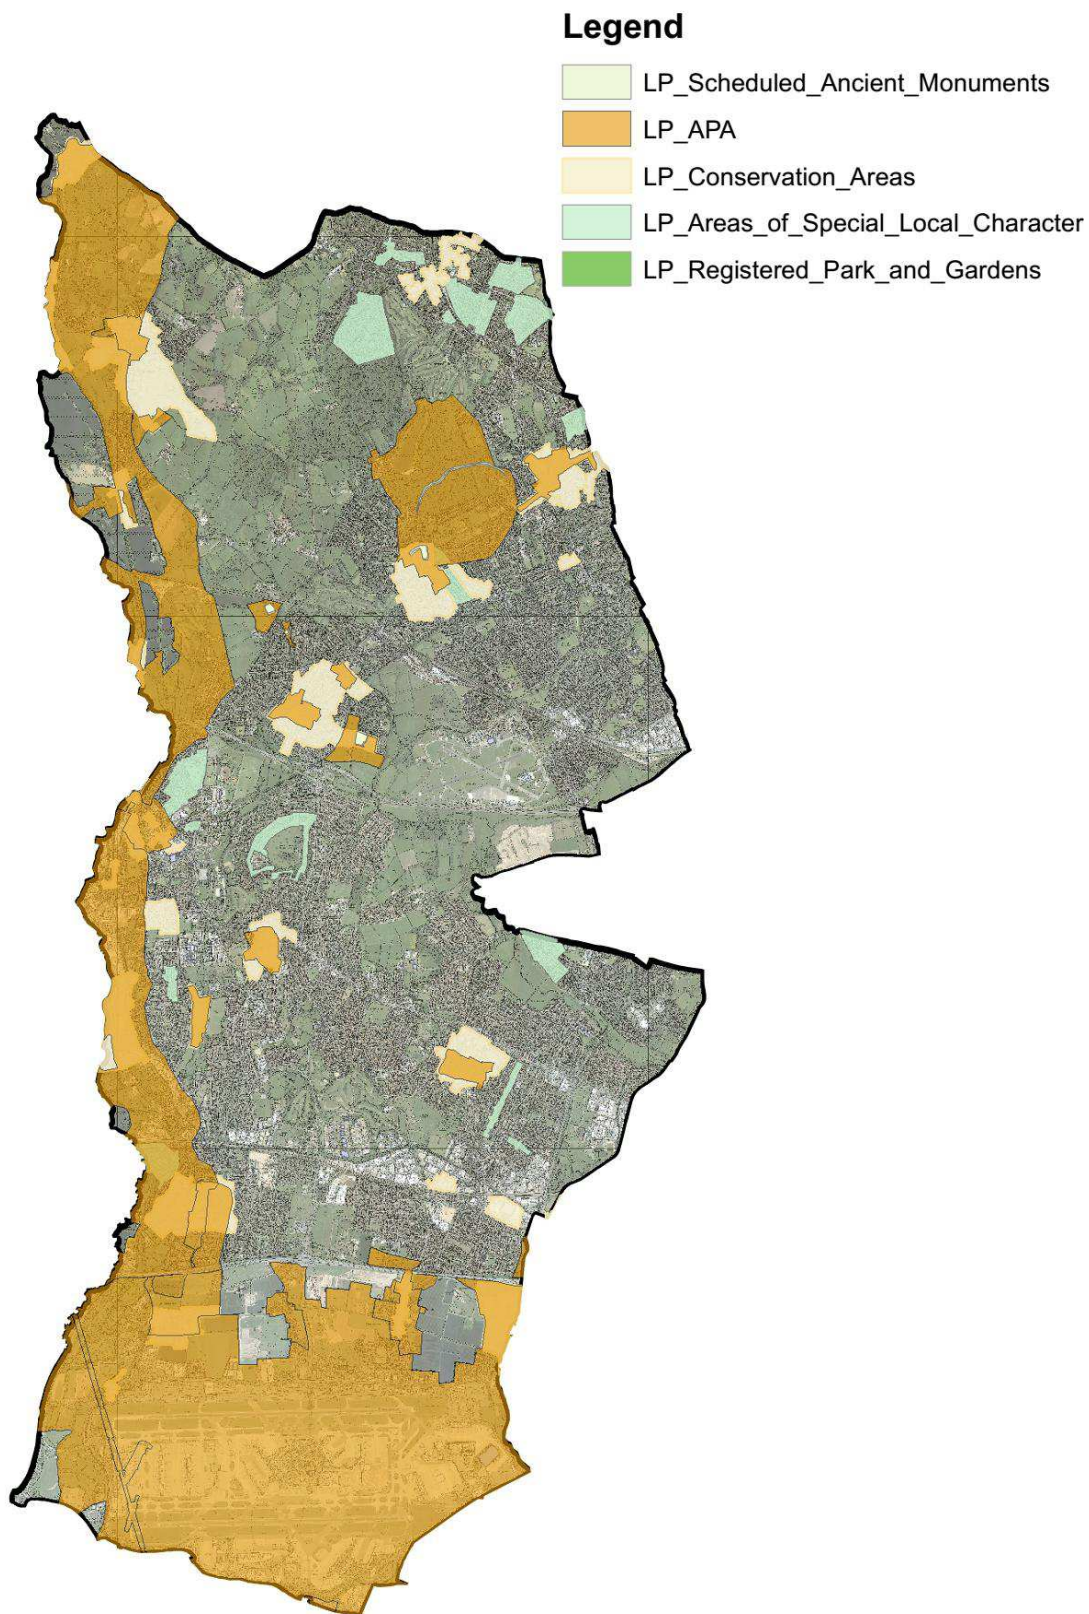 Legend
LP_Scheduled_Ancient_Monuments
LP_APA
LP_Conservation_Areas
LP_Areas_of_Special_Local_Character
LP_Registered_Park_and_Gardens